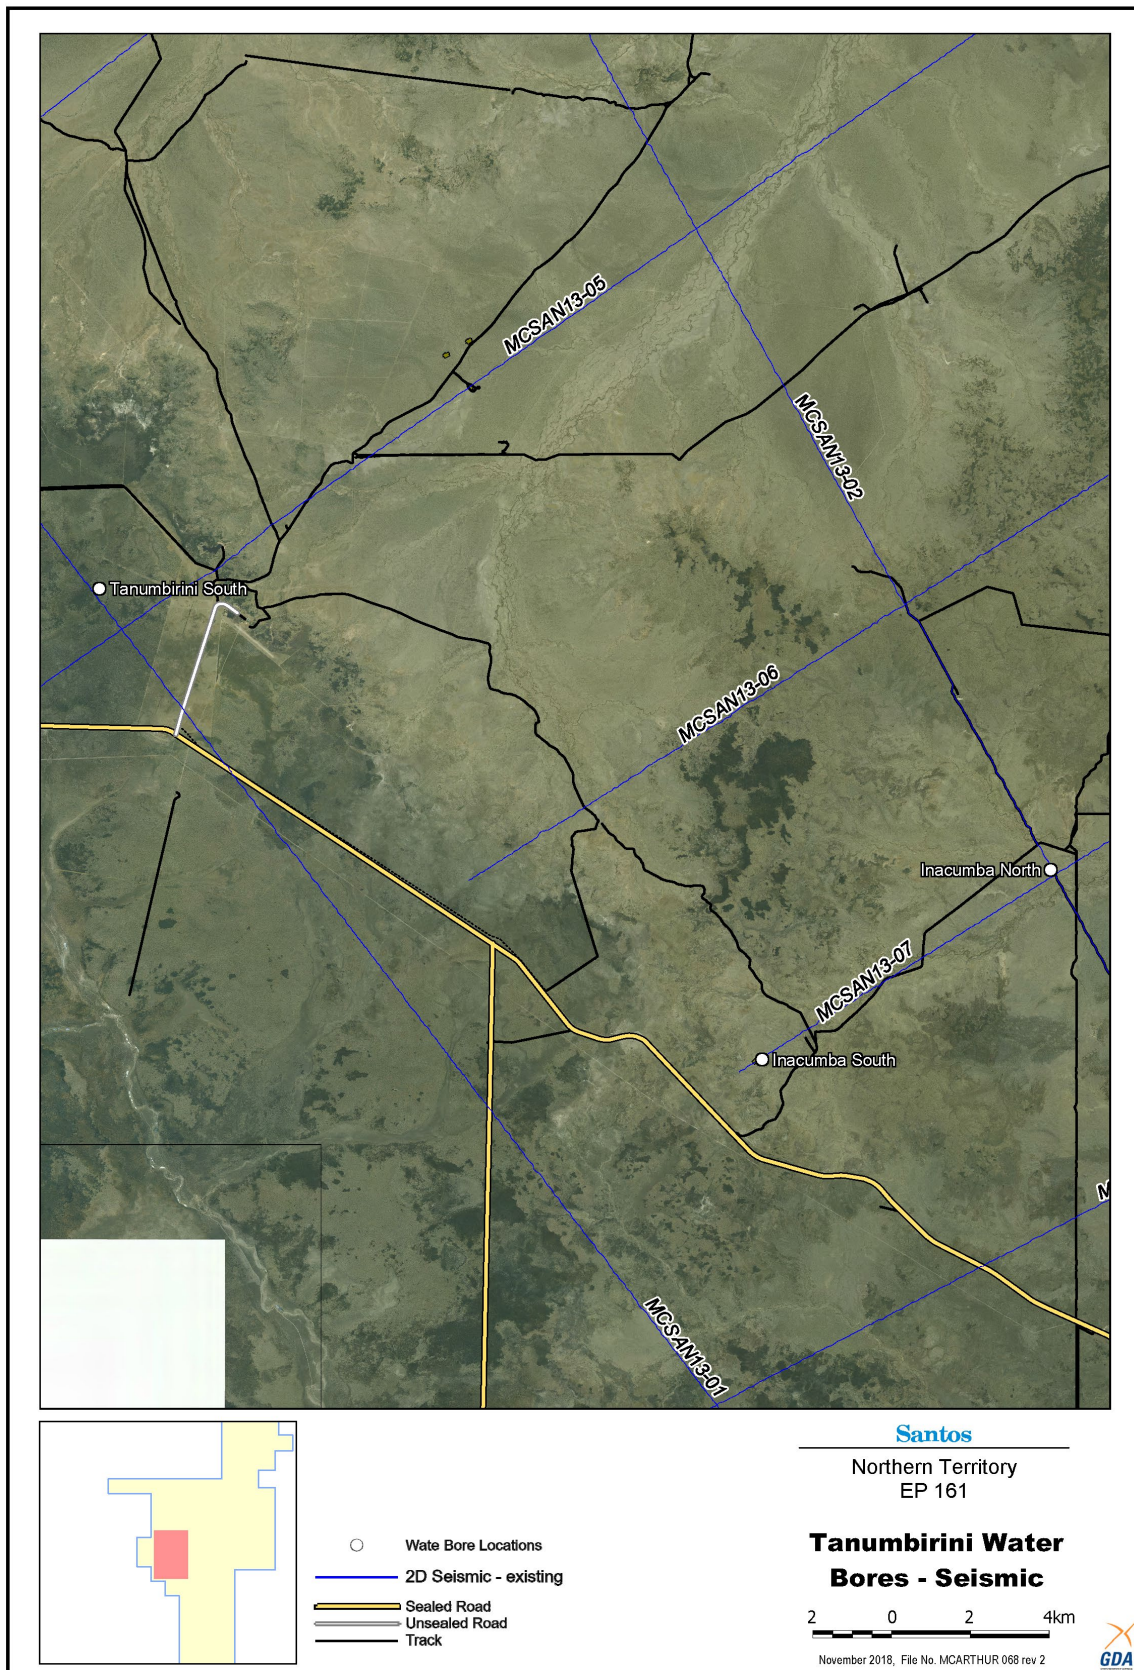 MCSAN13-05
MCSAN13-02
Tanumbirini South
MCSAN13-06
Inacumba North
MCSAN13-07
Inacumba South
M
MCSAN13-01
Santos
Northern Territory
EP 161
Tanumbirini Water
Bores - Seismic
Wate Bore Locations
2D Seismic - existing
Sealed Road
Unsealed Road
Track
2 0 2 4km
November 2018, File No. MCARTHUR 068 rev 2
GDA